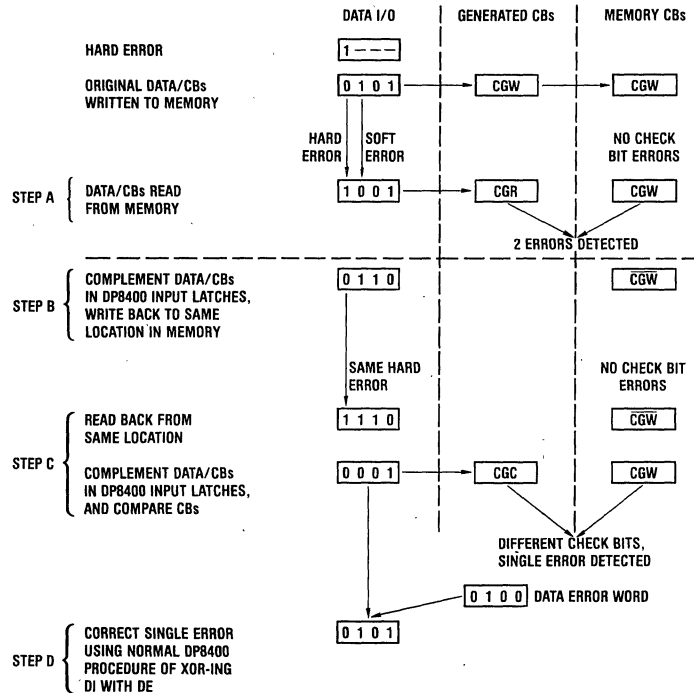 DATA I/O GENERATED CBs MEMORY CBs
HARD ERROR
1 – – –
ORIGINAL DATA/CBs
WRITTEN TO MEMORY
0 1 0 1
CGW
CGW
HARD
ERROR
SOFT
ERROR
NO CHECK
BIT ERRORS
STEP A
DATA/CBs READ
FROM MEMORY
1 0 0 1
CGR
CGW
2 ERRORS DETECTED
STEP B
COMPLEMENT DATA/CBs
IN DP8400 INPUT LATCHES,
WRITE BACK TO SAME
LOCATION IN MEMORY
0 1 1 0
C̅G̅W̅
SAME HARD
ERROR
NO CHECK BIT
ERRORS
STEP C
READ BACK FROM
SAME LOCATION
1 1 1 0
C̅G̅W̅
COMPLEMENT DATA/CBs
IN DP8400 INPUT LATCHES,
AND COMPARE CBs
0 0 0 1
CGC
CGW
DIFFERENT CHECK BITS,
SINGLE ERROR DETECTED
0 1 0 0 DATA ERROR WORD
STEP D
CORRECT SINGLE ERROR
USING NORMAL DP8400
PROCEDURE OF XOR-ING
DI WITH DE
0 1 0 1